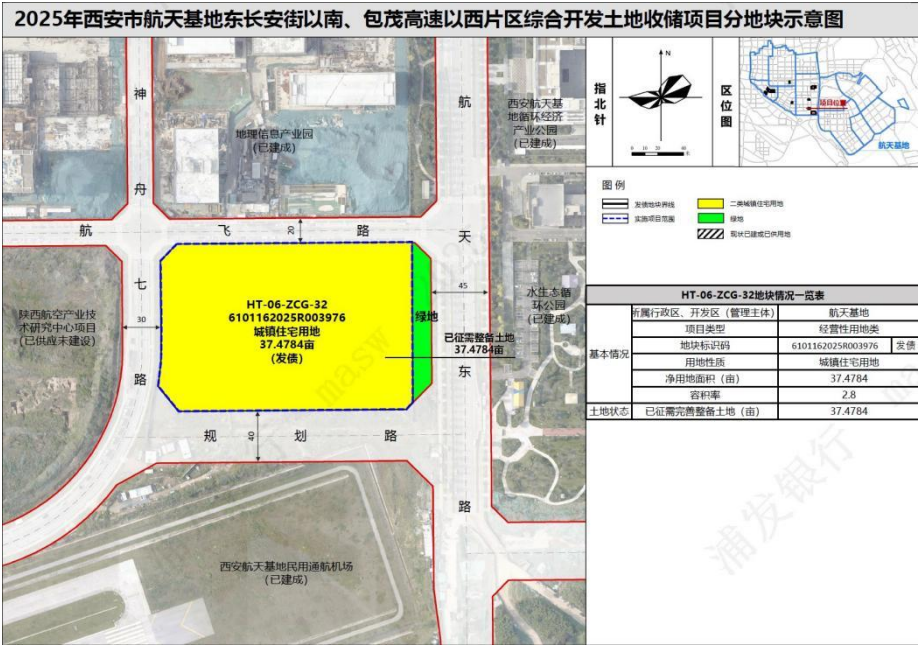 2025年西安市航天基地东长安街以南、包茂高速以西片区综合开发土地收储项目分地块示意图
神舟七路
航天东路
地理信息产业园
(已建成)
西安航天基
地循环经济
产业公园
(已建成)
航飞路
20
陕西航空产业技
术研究中心项目
(已供应未建设)
30
HT-06-ZCG-32
6101162025R003976
城镇住宅用地
37.4784亩
(发债)
绿地
45
水生态循
环公园
(已建成)
已征需完整备土地
37.4784亩
规划路
40
西安航天基地民用通航机场
(已建成)
指北针
N
0 10 20 40
区位图
项目位置
航天基地
图 例
发债地块界线
二类城镇住宅用地
实施项目范围
绿地
现状已建或已供用地
HT-06-ZCG-32地块情况一览表
基本情况
所属行政区、开发区（管理主体） 航天基地
项目类型 经营性用地类
地块标识码 6101162025R003976 发债
用地性质 城镇住宅用地
净用地面积（亩） 37.4784
容积率 2.8
土地状态 已征需完善整备土地（亩） 37.4784
masw
浦发银行
ma